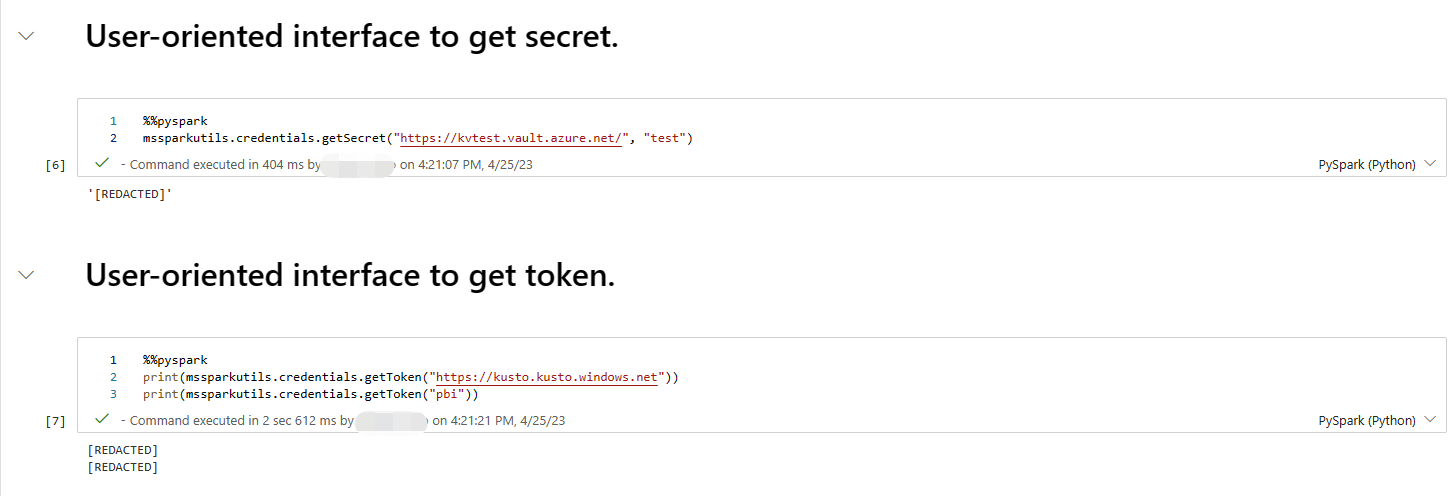 User-oriented interface to get secret.
1 %%pyspark
2 mssparkutils.credentials.getSecret("https://kvtest.vault.azure.net/", "test")
[6] - Command executed in 404 ms by on 4:21:07 PM, 4/25/23 PySpark (Python)
'[REDACTED]'
User-oriented interface to get token.
1 %%pyspark
2 print(mssparkutils.credentials.getToken("https://kusto.kusto.windows.net"))
3 print(mssparkutils.credentials.getToken("pbi"))
[7] - Command executed in 2 sec 612 ms by on 4:21:21 PM, 4/25/23 PySpark (Python)
[REDACTED]
[REDACTED]